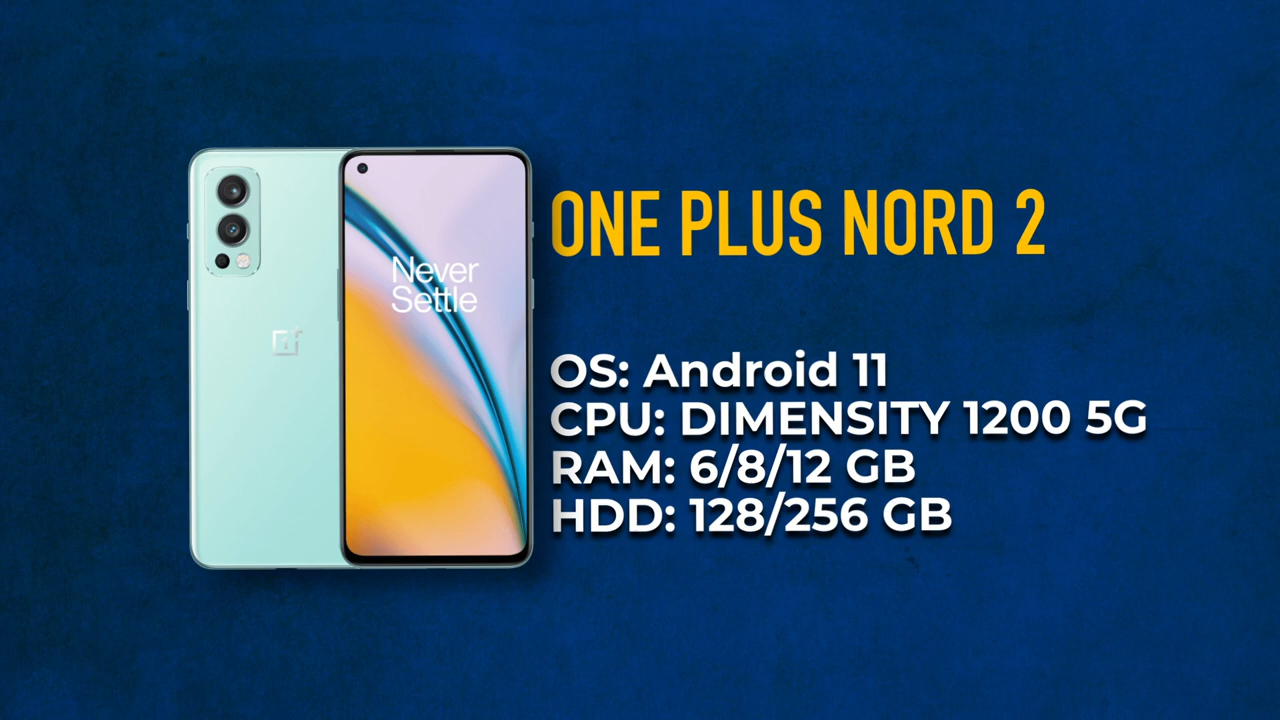 ONE PLUS NORD 2
Never
Settle
OS: Android 11
CPU: DIMENSITY 1200 5G
RAM: 6/8/12 GB
HDD: 128/256 GB